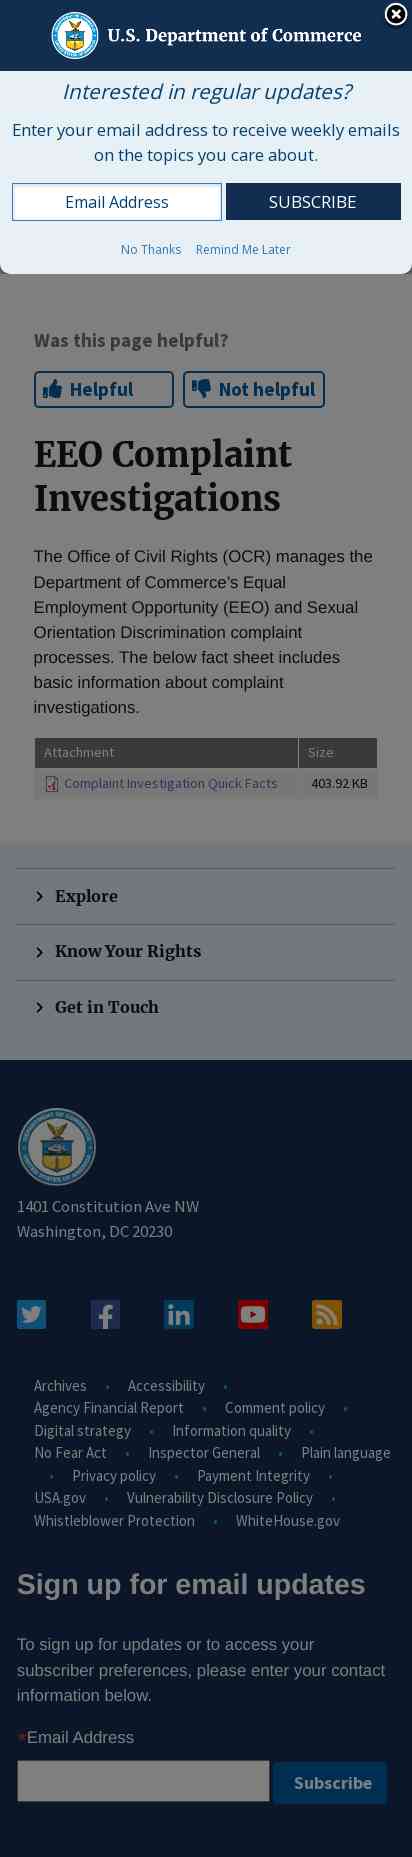 U.S. Department of Commerce
Interested in regular updates?
Enter your email address to receive weekly emails
on the topics you care about.
Email Address SUBSCRIBE
No Thanks Remind Me Later
Was this page helpful?
Helpful Not helpful
EEO Complaint
Investigations
The Office of Civil Rights (OCR) manages the
Department of Commerce's Equal
Employment Opportunity (EEO) and Sexual
Orientation Discrimination complaint
processes. The below fact sheet includes
basic information about complaint
investigations.
Attachment Size
Complaint Investigation Quick Facts 403.92 KB
Explore
Know Your Rights
Get in Touch
1401 Constitution Ave NW
Washington, DC 20230
Archives • Accessibility •
Agency Financial Report • Comment policy •
Digital strategy • Information quality •
No Fear Act • Inspector General • Plain language
• Privacy policy • Payment Integrity •
USA.gov • Vulnerability Disclosure Policy •
Whistleblower Protection • WhiteHouse.gov
Sign up for email updates
To sign up for updates or to access your
subscriber preferences, please enter your contact
information below.
*Email Address
Subscribe